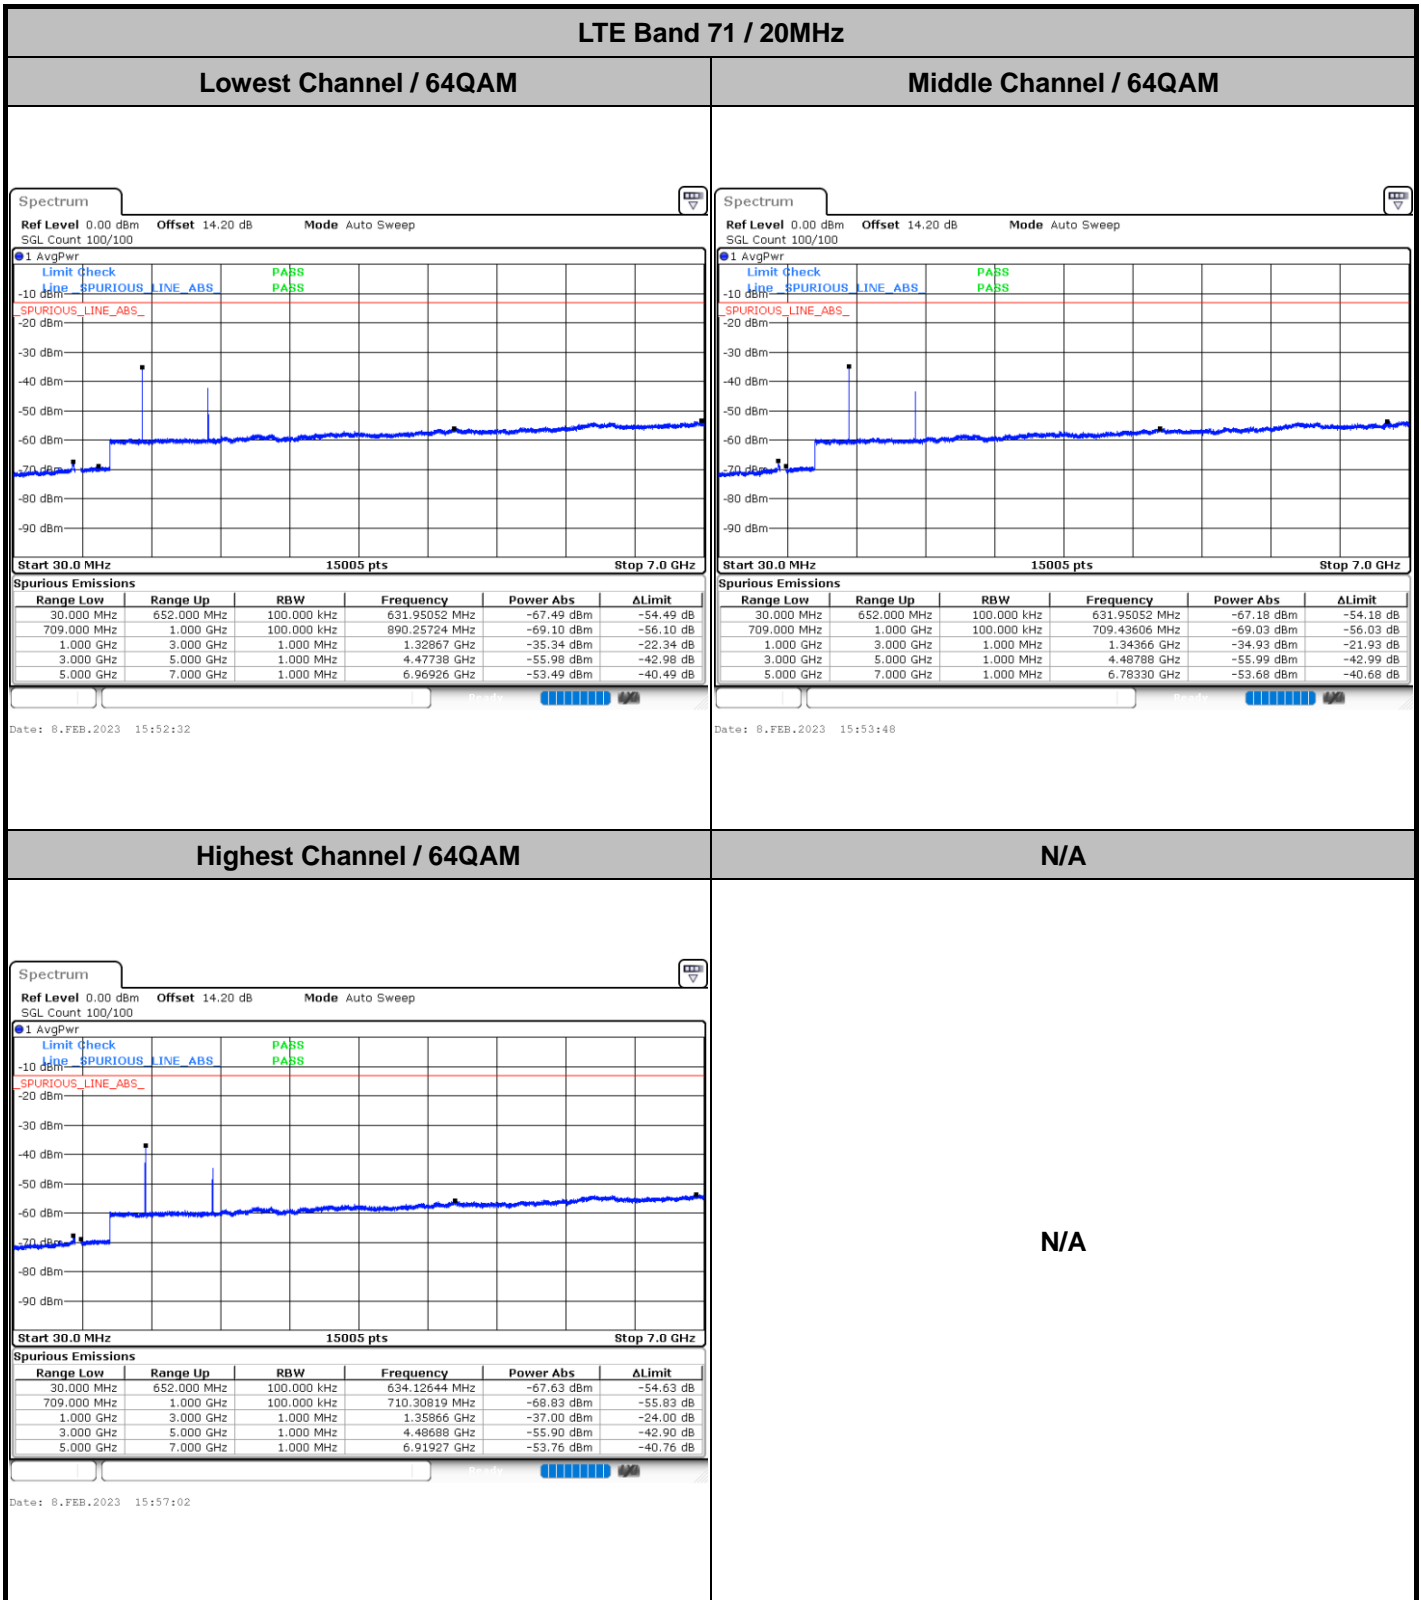 LTE Band 71 / 20MHz
Lowest Channel / 64QAM
Middle Channel / 64QAM
Spectrum
Ref Level 0.00 dBm Offset 14.20 dB Mode Auto Sweep
SGL Count 100/100
1 AvgPwr
Limit Check PASS
Line _SPURIOUS_LINE_ABS_ PASS
-10 dBm
_SPURIOUS_LINE_ABS_
-20 dBm
-30 dBm
-40 dBm
-50 dBm
-60 dBm
-70 dBm
-80 dBm
-90 dBm
Start 30.0 MHz 15005 pts Stop 7.0 GHz
Spurious Emissions
Range Low Range Up RBW Frequency Power Abs ΔLimit
30.000 MHz 652.000 MHz 100.000 kHz 631.95052 MHz -67.49 dBm -54.49 dB
709.000 MHz 1.000 GHz 100.000 kHz 890.25724 MHz -69.10 dBm -56.10 dB
1.000 GHz 3.000 GHz 1.000 MHz 1.32867 GHz -35.34 dBm -22.34 dB
3.000 GHz 5.000 GHz 1.000 MHz 4.47738 GHz -55.98 dBm -42.98 dB
5.000 GHz 7.000 GHz 1.000 MHz 6.96926 GHz -53.49 dBm -40.49 dB
Date: 8.FEB.2023 15:52:32
Spectrum
Ref Level 0.00 dBm Offset 14.20 dB Mode Auto Sweep
SGL Count 100/100
1 AvgPwr
Limit Check PASS
Line _SPURIOUS_LINE_ABS_ PASS
-10 dBm
_SPURIOUS_LINE_ABS_
-20 dBm
-30 dBm
-40 dBm
-50 dBm
-60 dBm
-70 dBm
-80 dBm
-90 dBm
Start 30.0 MHz 15005 pts Stop 7.0 GHz
Spurious Emissions
Range Low Range Up RBW Frequency Power Abs ΔLimit
30.000 MHz 652.000 MHz 100.000 kHz 631.95052 MHz -67.18 dBm -54.18 dB
709.000 MHz 1.000 GHz 100.000 kHz 709.43606 MHz -69.03 dBm -56.03 dB
1.000 GHz 3.000 GHz 1.000 MHz 1.34366 GHz -34.93 dBm -21.93 dB
3.000 GHz 5.000 GHz 1.000 MHz 4.48788 GHz -55.99 dBm -42.99 dB
5.000 GHz 7.000 GHz 1.000 MHz 6.78330 GHz -53.68 dBm -40.68 dB
Date: 8.FEB.2023 15:53:48
Highest Channel / 64QAM
N/A
Spectrum
Ref Level 0.00 dBm Offset 14.20 dB Mode Auto Sweep
SGL Count 100/100
1 AvgPwr
Limit Check PASS
Line _SPURIOUS_LINE_ABS_ PASS
-10 dBm
_SPURIOUS_LINE_ABS_
-20 dBm
-30 dBm
-40 dBm
-50 dBm
-60 dBm
-70 dBm
-80 dBm
-90 dBm
Start 30.0 MHz 15005 pts Stop 7.0 GHz
Spurious Emissions
Range Low Range Up RBW Frequency Power Abs ΔLimit
30.000 MHz 652.000 MHz 100.000 kHz 634.12644 MHz -67.63 dBm -54.63 dB
709.000 MHz 1.000 GHz 100.000 kHz 710.30819 MHz -68.83 dBm -55.83 dB
1.000 GHz 3.000 GHz 1.000 MHz 1.35866 GHz -37.00 dBm -24.00 dB
3.000 GHz 5.000 GHz 1.000 MHz 4.48688 GHz -55.90 dBm -42.90 dB
5.000 GHz 7.000 GHz 1.000 MHz 6.91927 GHz -53.76 dBm -40.76 dB
Date: 8.FEB.2023 15:57:02
N/A